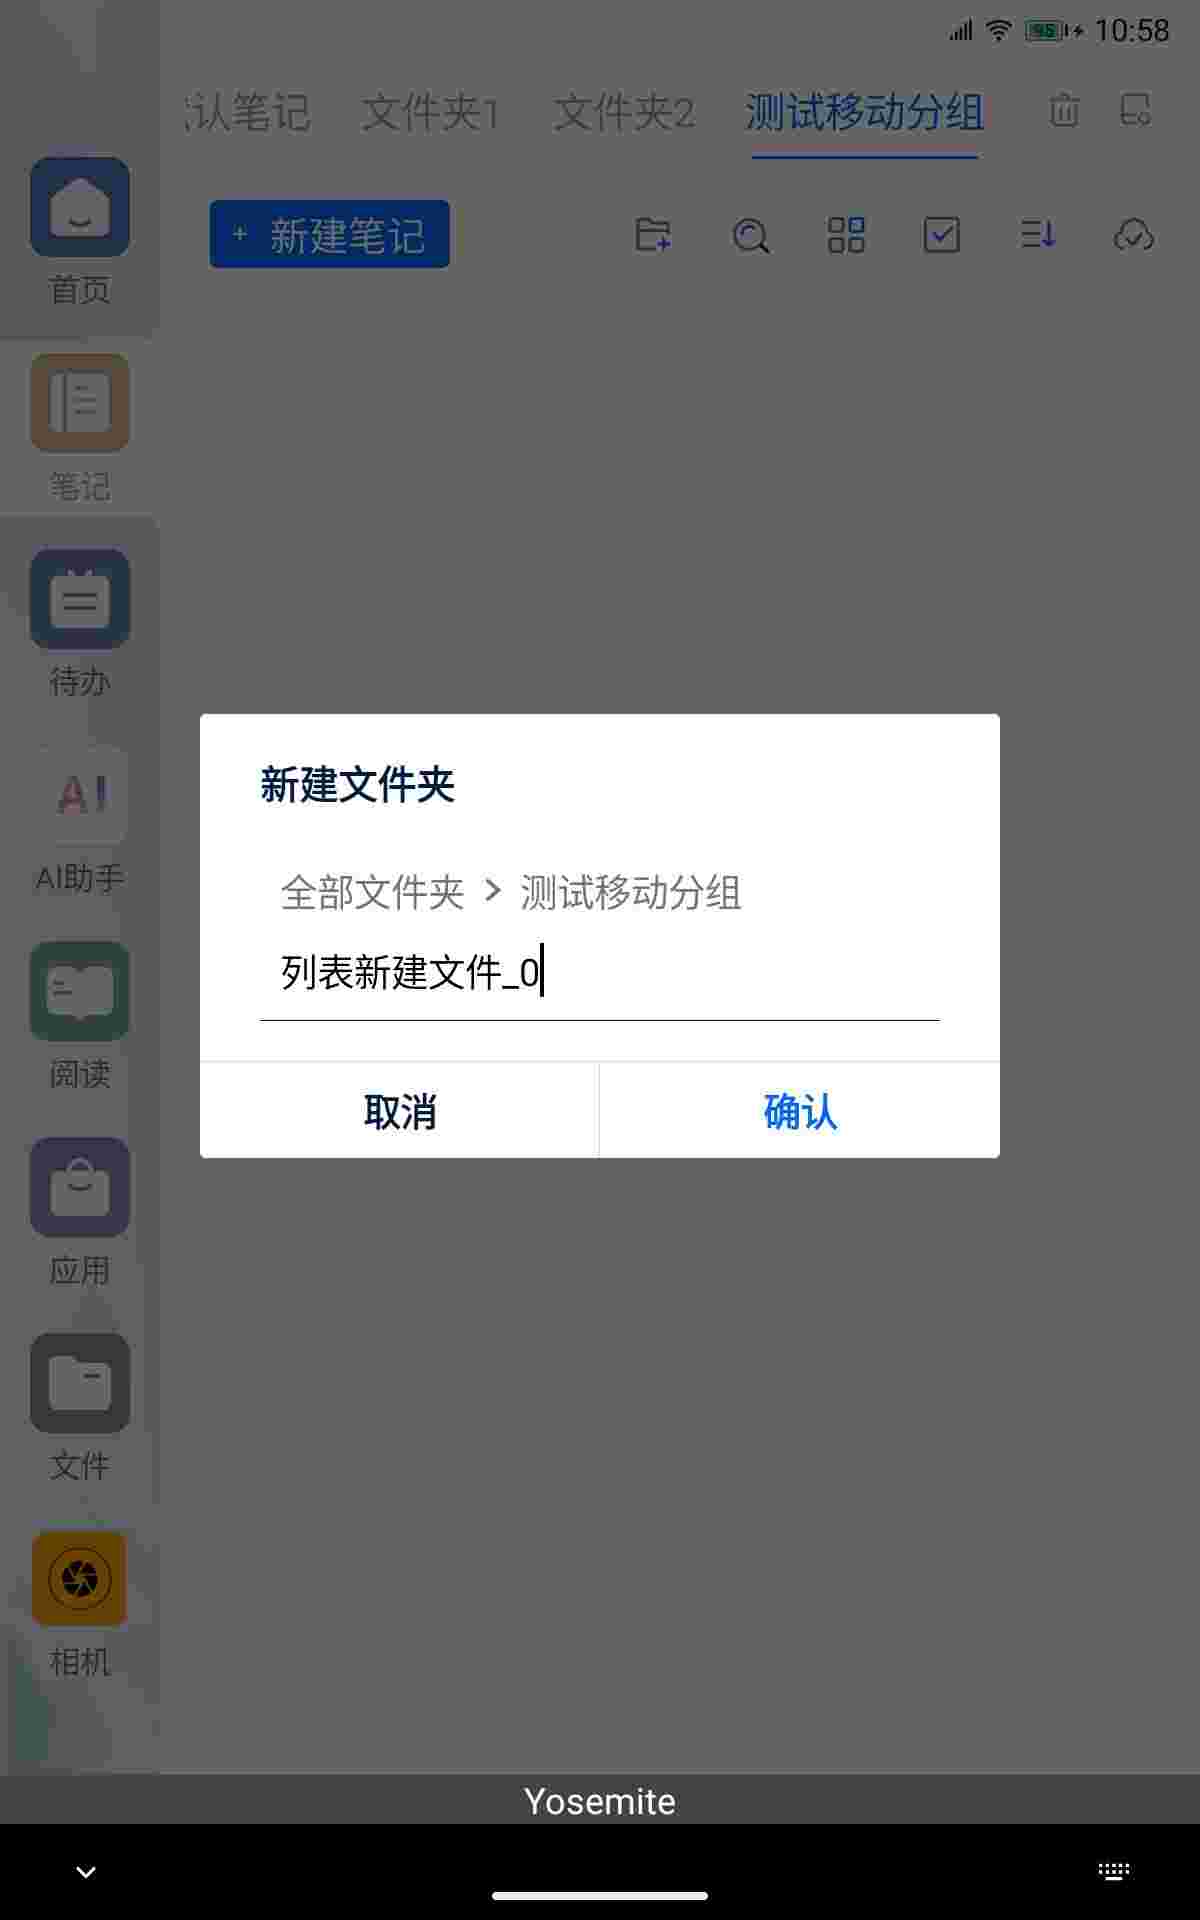 95 10:58
认笔记 文件夹1 文件夹2 测试移动分组
+ 新建笔记
首页
笔记
待办
AI
AI助手
阅读
应用
文件
相机
新建文件夹
全部文件夹 > 测试移动分组
列表新建文件_0
取消 确认
Yosemite